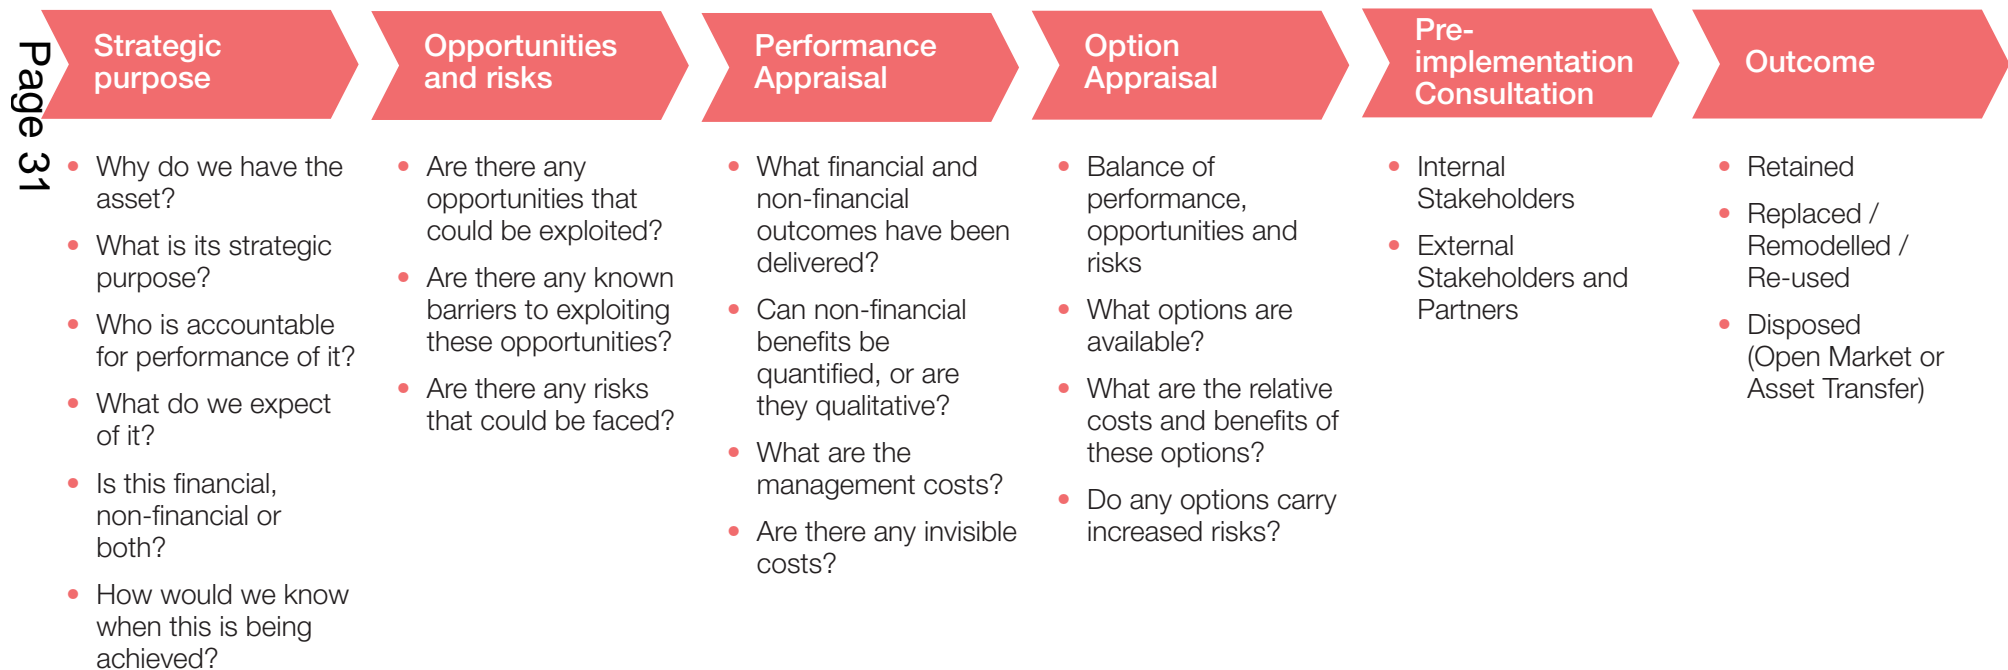 Page 31
Strategic
purpose
Why do we have the
asset?
What is its strategic
purpose?
Who is accountable
for performance of it?
What do we expect
of it?
Is this financial,
non-financial or
both?
How would we know
when this is being
achieved?
Opportunities
and risks
Are there any
opportunities that
could be exploited?
Are there any known
barriers to exploiting
these opportunities?
Are there any risks
that could be faced?
Performance
Appraisal
What financial and
non-financial
outcomes have been
delivered?
Can non-financial
benefits be
quantified, or are
they qualitative?
What are the
management costs?
Are there any invisible
costs?
Option
Appraisal
Balance of
performance,
opportunities and
risks
What options are
available?
What are the relative
costs and benefits of
these options?
Do any options carry
increased risks?
Pre-
implementation
Consultation
Internal
Stakeholders
External
Stakeholders and
Partners
Outcome
Retained
Replaced /
Remodelled /
Re-used
Disposed
(Open Market or
Asset Transfer)